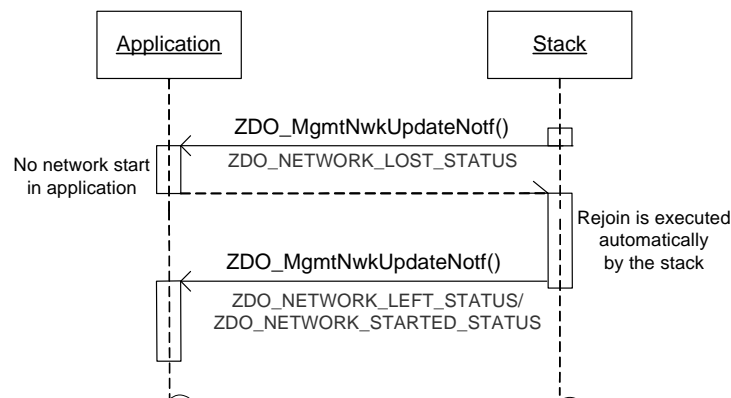 Application
Stack
ZDO_MgmtNwkUpdateNotf()
ZDO_NETWORK_LOST_STATUS
No network start
in application
Rejoin is executed
automatically
by the stack
ZDO_MgmtNwkUpdateNotf()
ZDO_NETWORK_LEFT_STATUS/
ZDO_NETWORK_STARTED_STATUS